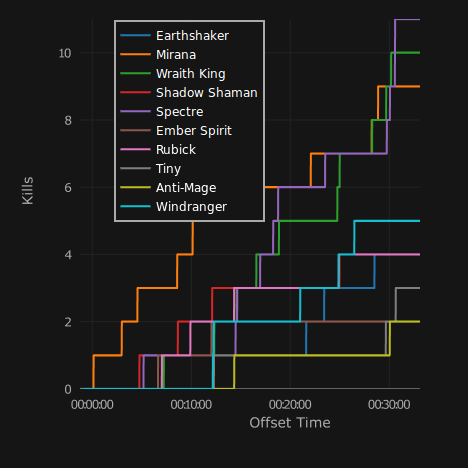 Earthshaker
Mirana
Wraith King
Shadow Shaman
Spectre
Ember Spirit
Rubick
Tiny
Anti-Mage
Windranger
Kills
10
8
6
4
2
0
00:00:00 00:10:00 00:20:00 00:30:00
Offset Time